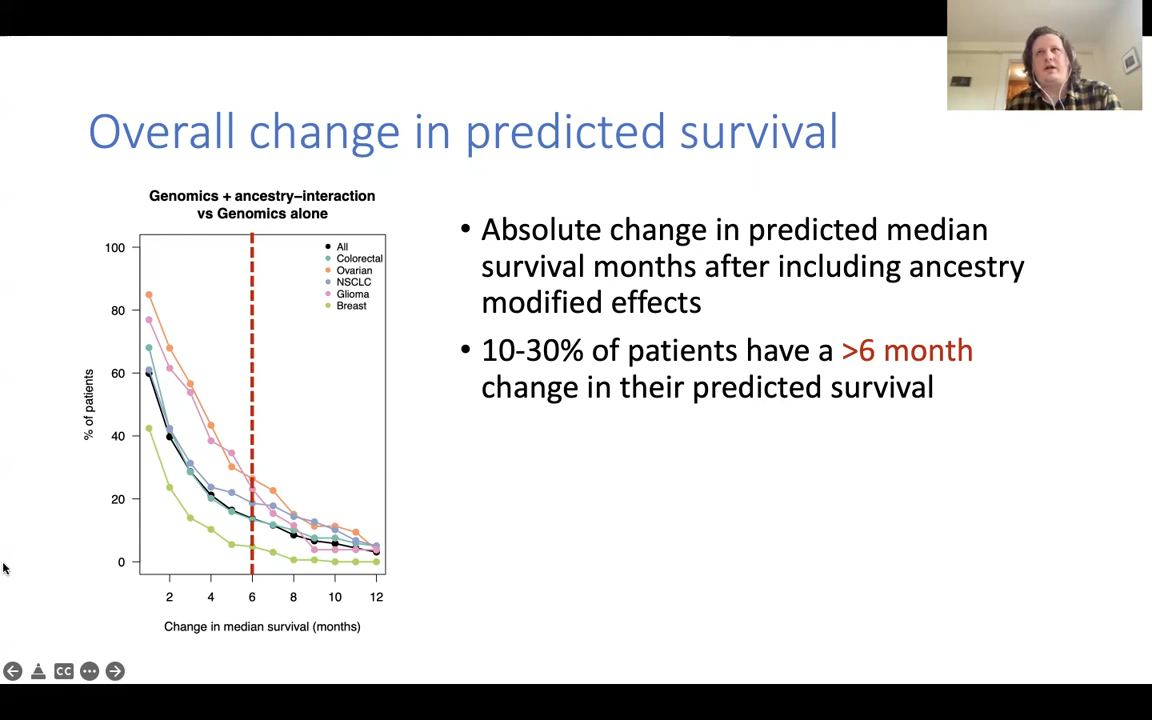 Overall change in predicted survival
Genomics + ancestry–interaction
vs Genomics alone
All
Colorectal
Ovarian
NSCLC
Glioma
Breast
100
80
60
40
20
0
% of patients
2 4 6 8 10 12
Change in median survival (months)
• Absolute change in predicted median
survival months after including ancestry
modified effects
• 10-30% of patients have a >6 month
change in their predicted survival
CC